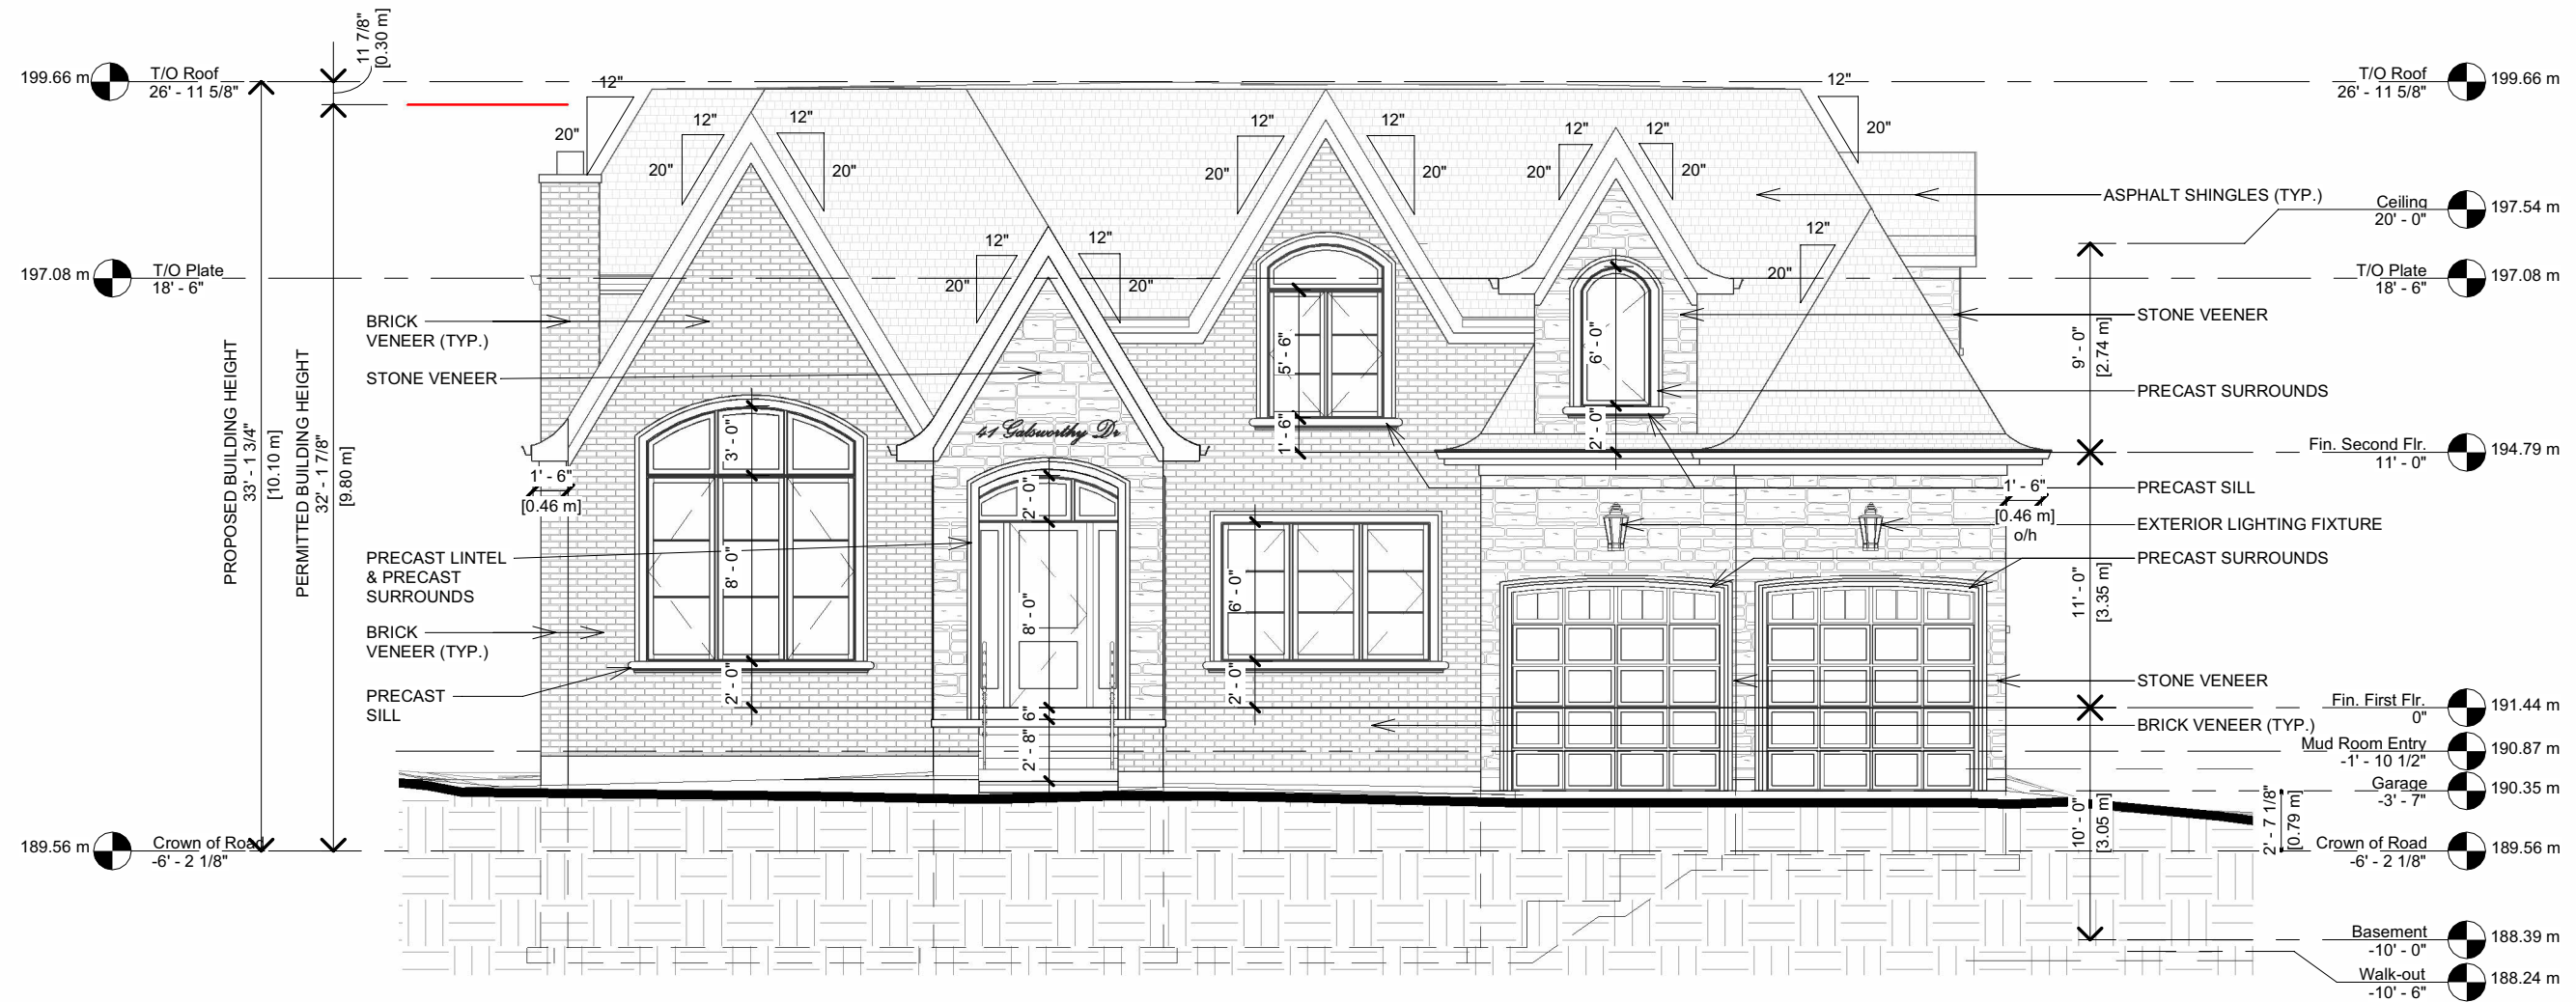 11 7/8"
[0.30 m]
199.66 m
T/O Roof
26' - 11 5/8"
12"
20"
12"
20"
12"
20"
12"
20"
12"
20"
12"
20"
12"
20"
12"
20"
T/O Roof
26' - 11 5/8"
199.66 m
ASPHALT SHINGLES (TYP.)
Ceiling
20' - 0"
197.54 m
12"
20"
12"
20"
12"
20"
197.08 m
T/O Plate
18' - 6"
T/O Plate
18' - 6"
197.08 m
BRICK
VENEER (TYP.)
STONE VENEER
STONE VEENER
PROPOSED BUILDING HEIGHT
33' - 1 3/4"
[10.10 m]
PERMITTED BUILDING HEIGHT
32' - 1 7/8"
[9.80 m]
5' - 6"
1' - 6"
6' - 0"
2' - 0"
9' - 0"
[2.74 m]
PRECAST SURROUNDS
41 Galsworthy Dr
3' - 0"
8' - 0"
2' - 0"
1' - 6"
[0.46 m]
Fin. Second Flr.
11' - 0"
194.79 m
PRECAST SILL
1' - 6"
[0.46 m]
o/h
EXTERIOR LIGHTING FIXTURE
PRECAST SURROUNDS
PRECAST LINTEL
& PRECAST
SURROUNDS
2' - 0"
8' - 0"
6"
2' - 8"
6' - 0"
2' - 0"
11' - 0"
[3.35 m]
BRICK
VENEER (TYP.)
PRECAST
SILL
STONE VENEER
Fin. First Flr.
0"
191.44 m
BRICK VENEER (TYP.)
Mud Room Entry
-1' - 10 1/2"
190.87 m
Garage
-3' - 7"
190.35 m
10' - 0"
[3.05 m]
2' - 7 1/8"
[0.79 m]
189.56 m
Crown of Road
-6' - 2 1/8"
Crown of Road
-6' - 2 1/8"
189.56 m
Basement
-10' - 0"
188.39 m
Walk-out
-10' - 6"
188.24 m